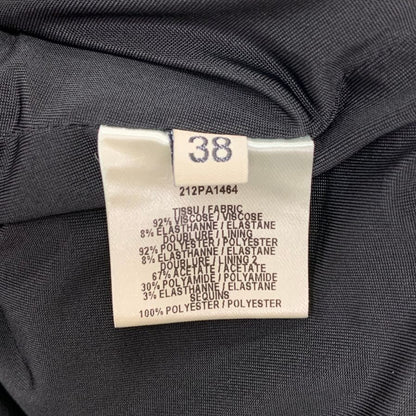 38
212PA1464
TISSU / FABRIC
92% VISCOSE / VISCOSE
8% ELASTHANNE / ELASTANE
DOUBLURE / LINING
92% POLYESTER / POLYESTER
8% ELASTHANNE / ELASTANE
DOUBLURE / LINING 2
67% ACETATE / ACETATE
30% POLYAMIDE / POLYAMIDE
3% ELASTHANNE / ELASTANE
SEQUINS
100% POLYESTER / POLYESTER